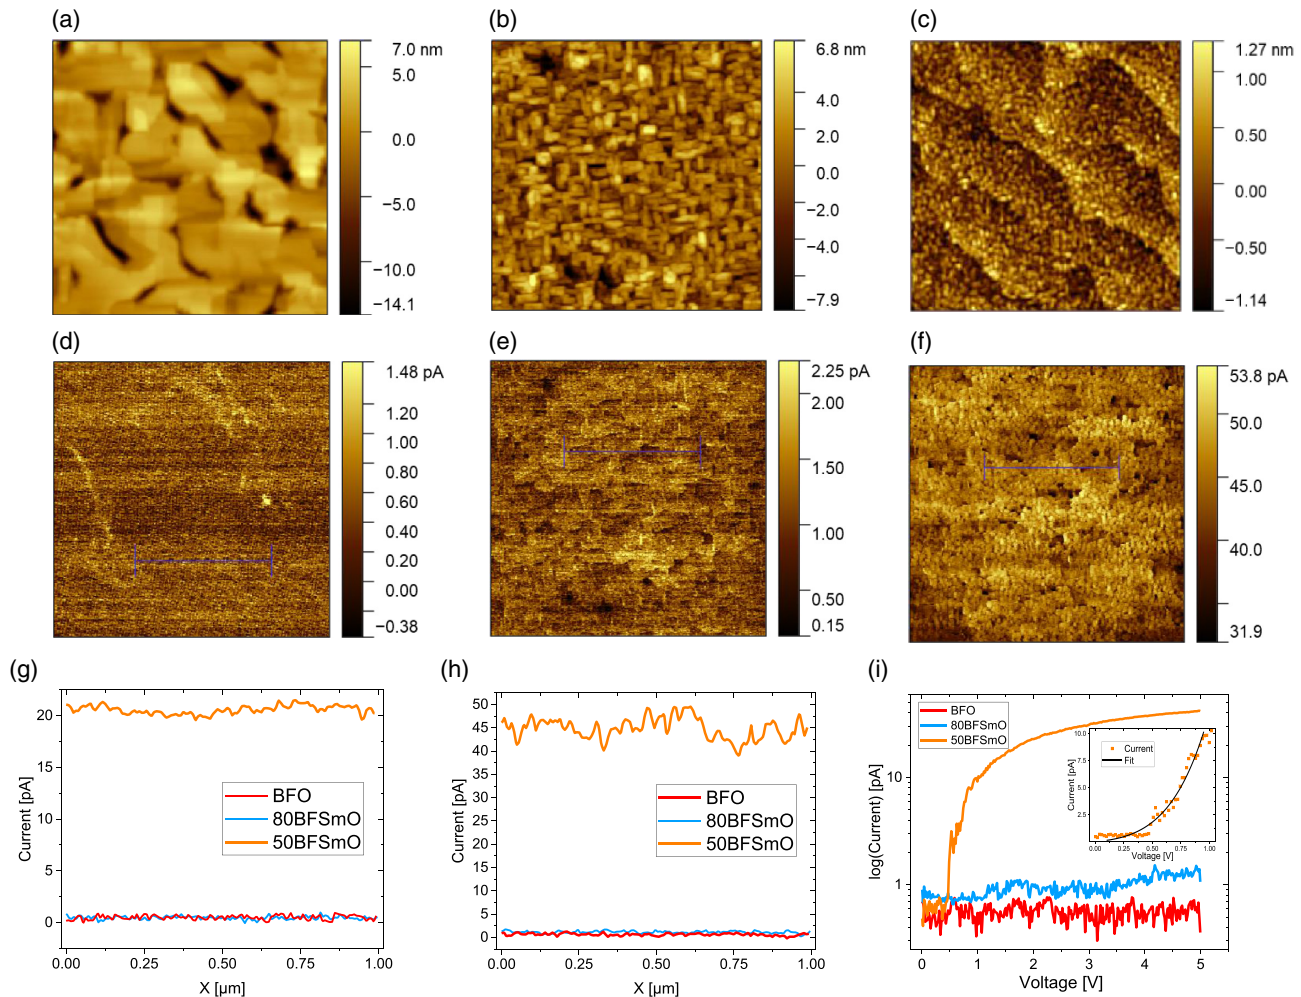 (a)
7.0 nm
5.0
0.0
−5.0
−10.0
−14.1
(b)
6.8 nm
4.0
2.0
0.0
−2.0
−4.0
−7.9
(c)
1.27 nm
1.00
0.50
0.00
−0.50
−1.14
(d)
1.48 pA
1.20
1.00
0.80
0.60
0.40
0.20
0.00
−0.38
(e)
2.25 pA
2.00
1.50
1.00
0.50
0.15
(f)
53.8 pA
50.0
45.0
40.0
31.9
(g)
Current [pA]
20
15
10
5
0
BFO
80BFSmO
50BFSmO
0.00 0.25 0.50 0.75 1.00
X [µm]
(h)
Current [pA]
50
45
40
35
30
25
20
15
10
5
0
BFO
80BFSmO
50BFSmO
0.00 0.25 0.50 0.75 1.00
X [µm]
(i)
log(Current) [pA]
10
1
BFO
80BFSmO
50BFSmO
Current [pA]
10.0
7.5
5.0
2.5
Current
Fit
0.00 0.25 0.50 0.75 1.00
Voltage [V]
0 1 2 3 4 5
Voltage [V]